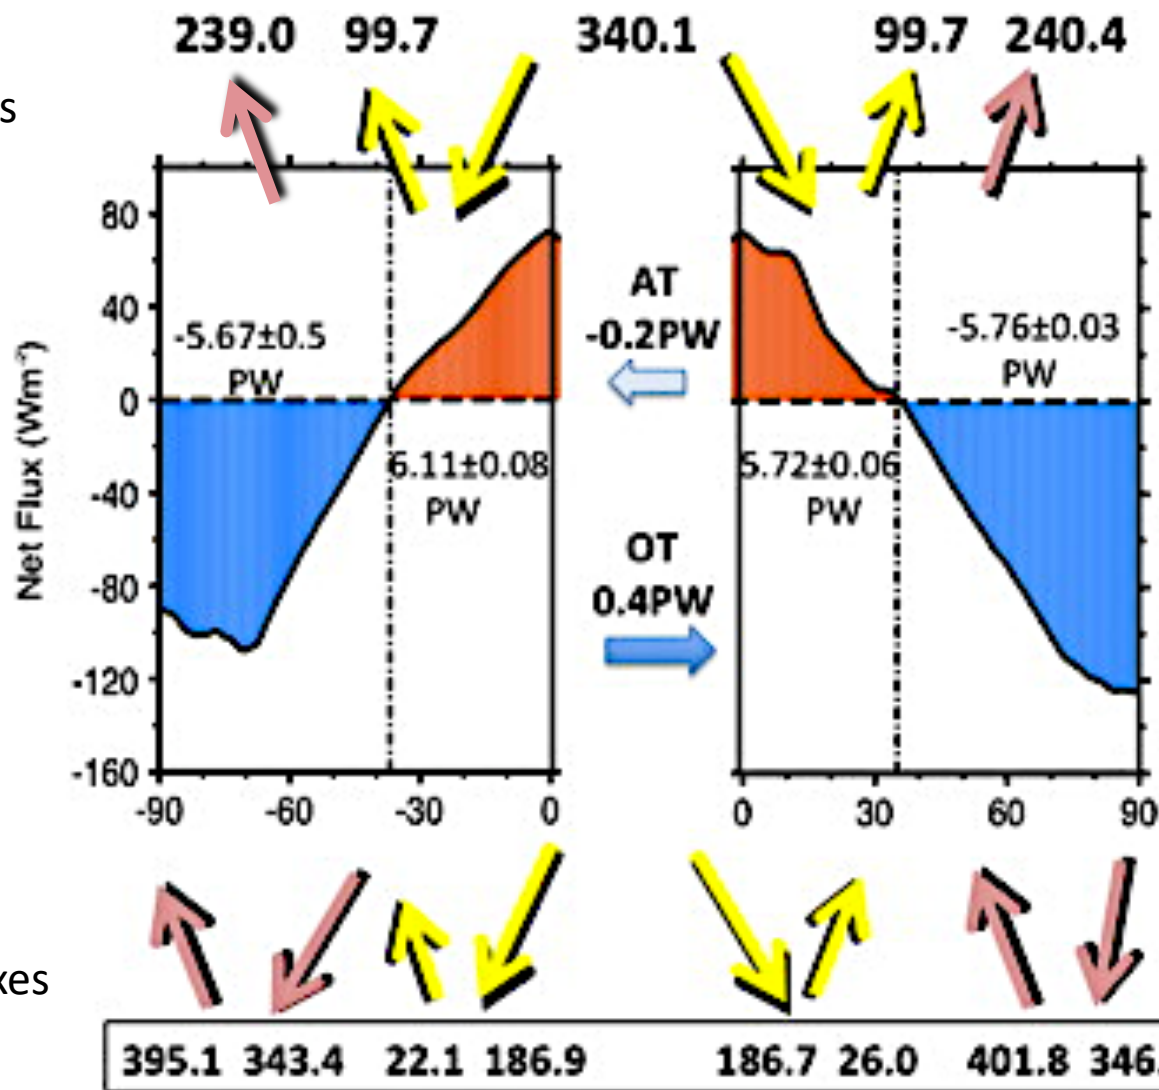 239.0 99.7 340.1 99.7 240.4
s
80
40
0
-40
-80
-120
-160
Net Flux (Wm⁻²)
-5.67±0.5
PW
6.11±0.08
PW
AT
-0.2PW
OT
0.4PW
-5.76±0.03
PW
5.72±0.06
PW
-90 -60 -30 0
0 30 60 90
xes
395.1 343.4 22.1 186.9 186.7 26.0 401.8 346.